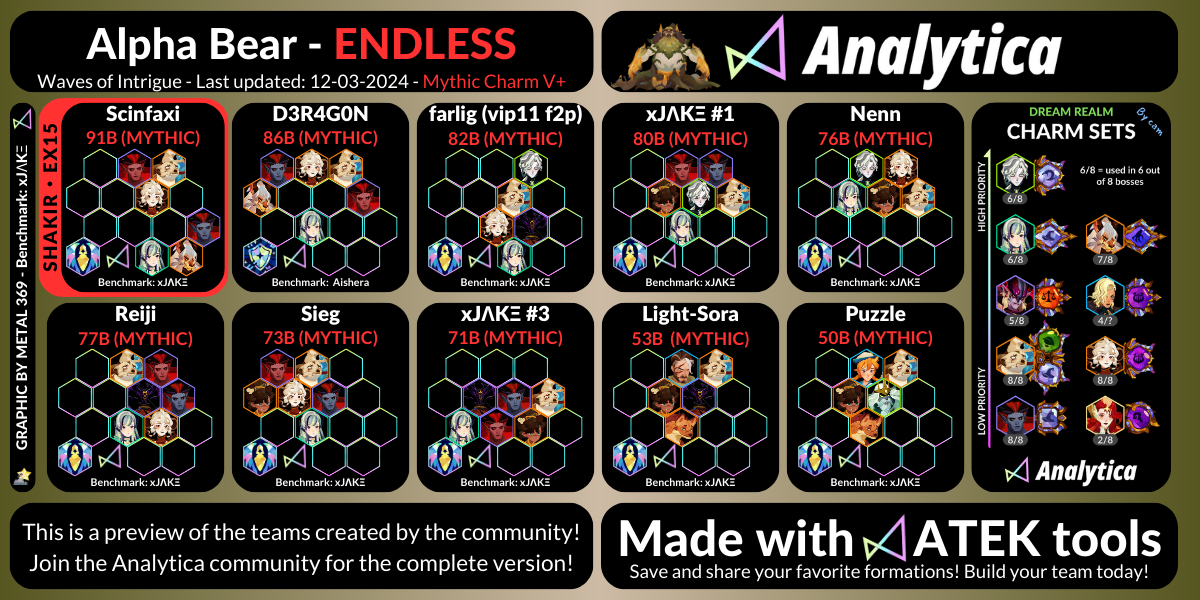 Alpha Bear - ENDLESS
Waves of Intrigue - Last updated: 12-03-2024 - Mythic Charm V+
Analytica
GRAPHIC BY METAL 369 - Benchmark: xJΛKΞ
SHAKIR • EX15
Scinfaxi
91B (MYTHIC)
Benchmark: xJΛKΞ
D3R4G0N
86B (MYTHIC)
Benchmark: Aishera
farlig (vip11 f2p)
82B (MYTHIC)
Benchmark: xJΛKΞ
xJΛKΞ #1
80B (MYTHIC)
Benchmark: xJΛKΞ
Nenn
76B (MYTHIC)
Benchmark: xJΛKΞ
Reiji
77B (MYTHIC)
Benchmark: xJΛKΞ
Sieg
73B (MYTHIC)
Benchmark: xJΛKΞ
xJΛKΞ #3
71B (MYTHIC)
Benchmark: xJΛKΞ
Light-Sora
53B (MYTHIC)
Benchmark: xJΛKΞ
Puzzle
50B (MYTHIC)
Benchmark: xJΛKΞ
DREAM REALM
CHARM SETS
By cam
HIGH PRIORITY
LOW PRIORITY
6/8 = used in 6 out
of 8 bosses
6/8
6/8
7/8
5/8
4/?
8/8
8/8
8/8
2/8
Analytica
This is a preview of the teams created by the community!
Join the Analytica community for the complete version!
Made with ATEK tools
Save and share your favorite formations! Build your team today!